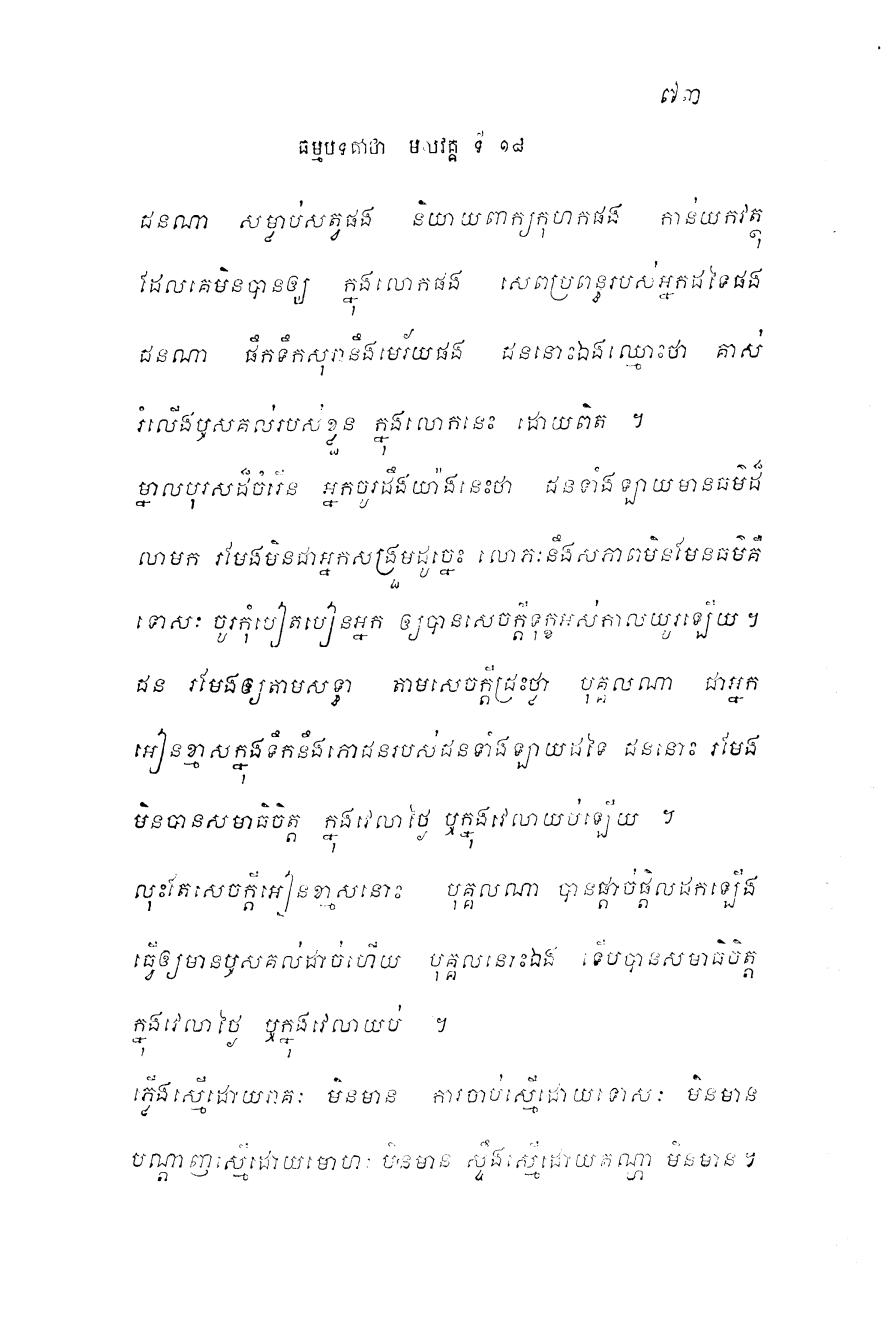 ៧៣
ធម្មបទគាថា មលវគ្គ ទី ១៨
ជនណា សម្លាប់សត្វផង និយាយពាក្យកុហកផង កាន់យកវត្ថុ
ដែលគេមិនបានឲ្យ ក្នុងលោកផង សេពប្រពន្ធរបស់អ្នកដទៃផង
ជនណា ផឹកទឹកសុរានឹងមេរ័យផង ជននោះឯងឈ្មោះថា គាស់
រំលើងឫសគល់របស់ខ្លួន ក្នុងលោកនេះ ដោយពិត ។
ម្នាលបុរសដ៏ចំរើន អ្នកចូរដឹងយ៉ាងនេះថា ជនទាំងឡាយមានធម៌ដ៏
លាមក រមែងមិនជាអ្នកសង្រួមដូច្នេះ លោភៈនឹងសភាពមិនមែនធម៌គឺ
ទោសៈ ចូរកុំបៀតបៀនអ្នក ឲ្យបានសេចក្តីទុក្ខអស់កាលយូរឡើយ ។
ជន រមែងឲ្យតាមសទ្ធា តាមសេចក្តីជ្រះថ្លា បុគ្គលណា ជាអ្នក
អៀនខ្មាសក្នុងទឹកនឹងភោជនរបស់ជនទាំងឡាយដទៃ ជននោះ រមែង
មិនបានសមាធិចិត្ត ក្នុងវេលាថ្ងៃ ឬក្នុងវេលាយប់ឡើយ ។
លុះតែសេចក្តីអៀនខ្មាសនោះ បុគ្គលណា បានផ្តាច់ផ្តិលដកឡើង
ធ្វើឲ្យមានឫសគល់ដាច់ហើយ បុគ្គលនោះឯង ទើបបានសមាធិចិត្ត
ក្នុងវេលាថ្ងៃ ឬក្នុងវេលាយប់ ។
ភ្លើងស្មើដោយរាគៈ មិនមាន ការចាប់ស្មើដោយទោសៈ មិនមាន
បណ្តាញស្មើដោយមោហៈ មិនមាន ស្ទឹងស្មើដោយតណ្ហា មិនមាន ។